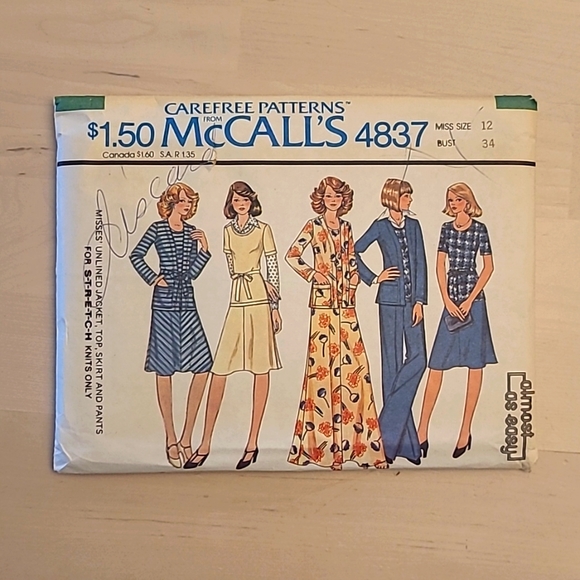 CAREFREE PATTERNS™
$1.50 FROM McCALL'S 4837
MISS SIZE 12
BUST 34
Canada $1.60 S.A. R 1.35
MISSES' UNLINED JACKET, TOP, SKIRT AND PANTS
FOR S-T-R-E-T-C-H KNITS ONLY
almost
as easy